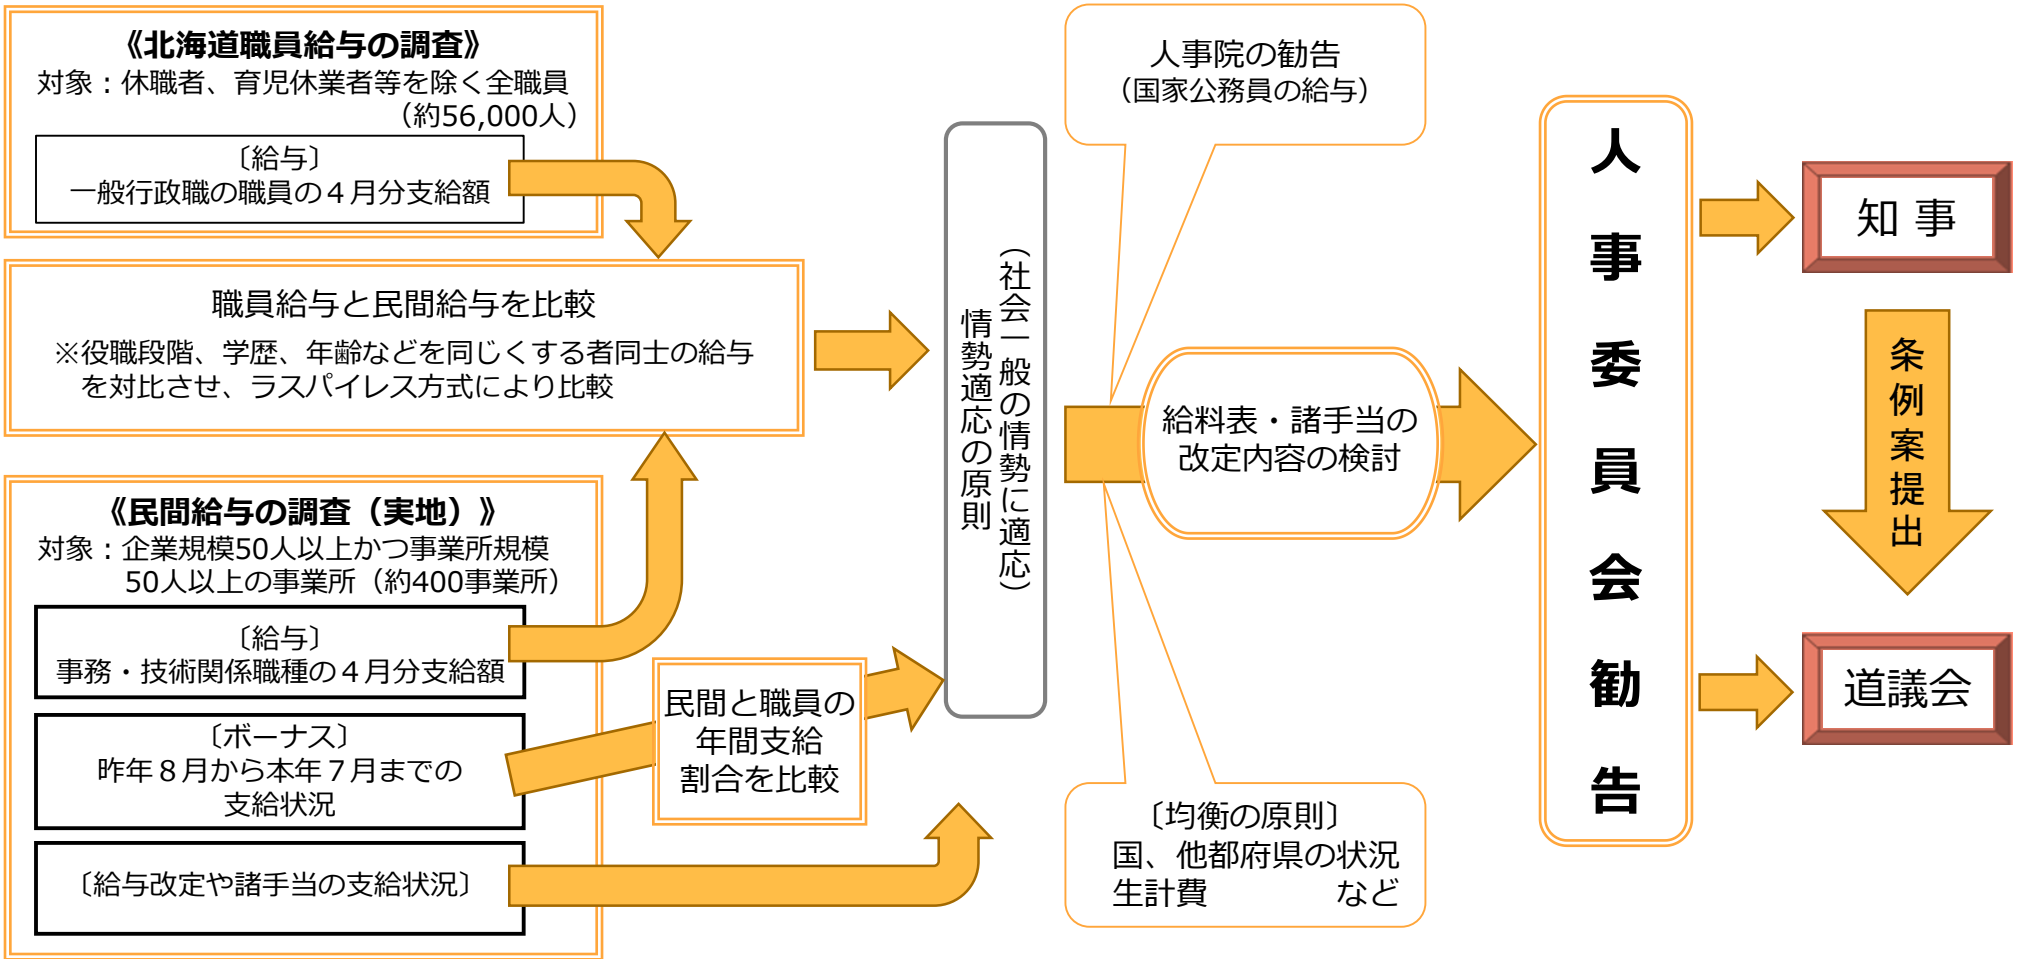 《北海道職員給与の調査》
対象：休職者、育児休業者等を除く全職員
（約56,000人）
〔給与〕
一般行政職の職員の４月分支給額
職員給与と民間給与を比較
※役職段階、学歴、年齢などを同じくする者同士の給与
を対比させ、ラスパイレス方式により比較
《民間給与の調査（実地）》
対象：企業規模50人以上かつ事業所規模
50人以上の事業所（約400事業所）
〔給与〕
事務・技術関係職種の４月分支給額
〔ボーナス〕
昨年８月から本年７月までの
支給状況
〔給与改定や諸手当の支給状況〕
民間と職員の
年間支給
割合を比較
（社会一般の情勢に適応）
情勢適応の原則
人事院の勧告
（国家公務員の給与）
給料表・諸手当の
改定内容の検討
〔均衡の原則〕
国、他都府県の状況
生計費　　　　など
人事委員会勧告
知 事
条例案提出
道議会